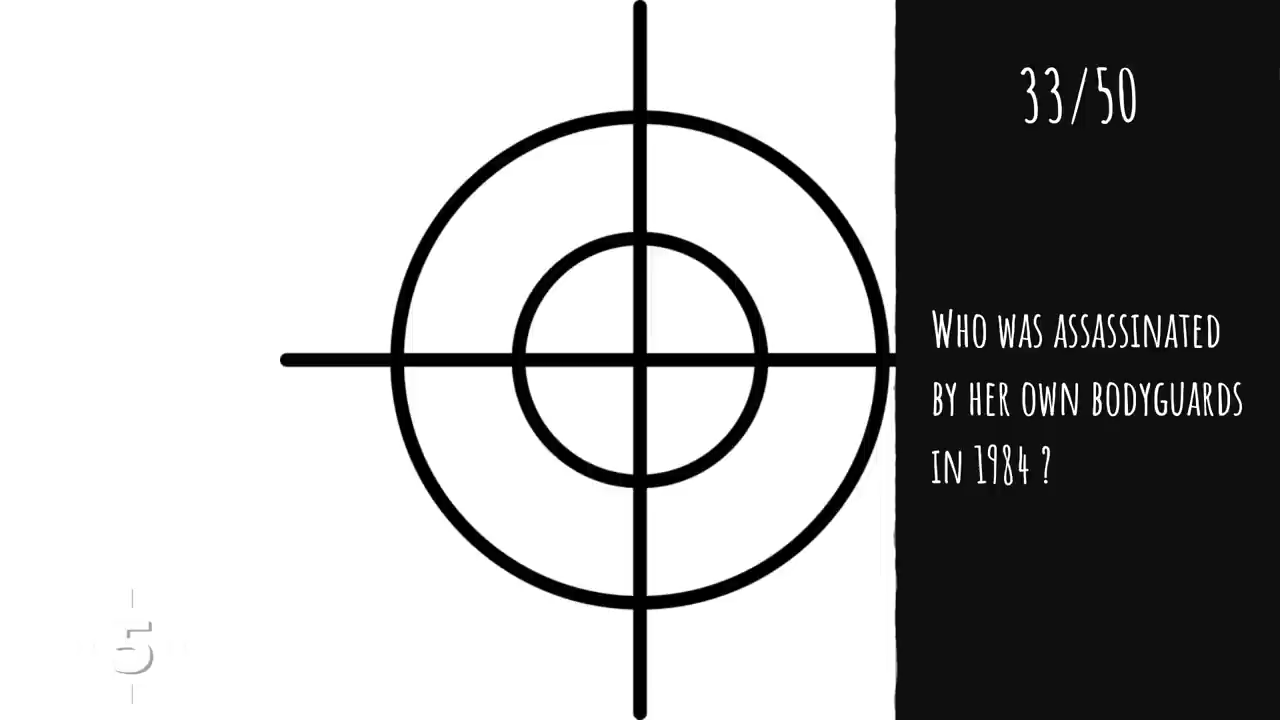 33/50
Who was assassinated
by her own bodyguards
in 1984 ?
5